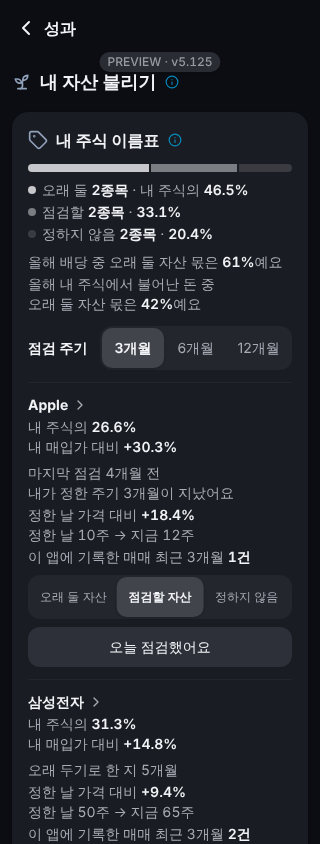 성과
PREVIEW · v5.125
내 자산 불리기
내 주식 이름표
오래 둘 2종목 · 내 주식의 46.5%
점검할 2종목 · 33.1%
정하지 않음 2종목 · 20.4%
올해 배당 중 오래 둘 자산 몫은 61%예요
올해 내 주식에서 불어난 돈 중
오래 둘 자산 몫은 42%예요
점검 주기 3개월 6개월 12개월
Apple
내 주식의 26.6%
내 매입가 대비 +30.3%
마지막 점검 4개월 전
내가 정한 주기 3개월이 지났어요
정한 날 가격 대비 +18.4%
정한 날 10주 → 지금 12주
이 앱에 기록한 매매 최근 3개월 1건
오래 둘 자산 점검할 자산 정하지 않음
오늘 점검했어요
삼성전자
내 주식의 31.3%
내 매입가 대비 +14.8%
오래 두기로 한 지 5개월
정한 날 가격 대비 +9.4%
정한 날 50주 → 지금 65주
이 앱에 기록한 매매 최근 3개월 2건